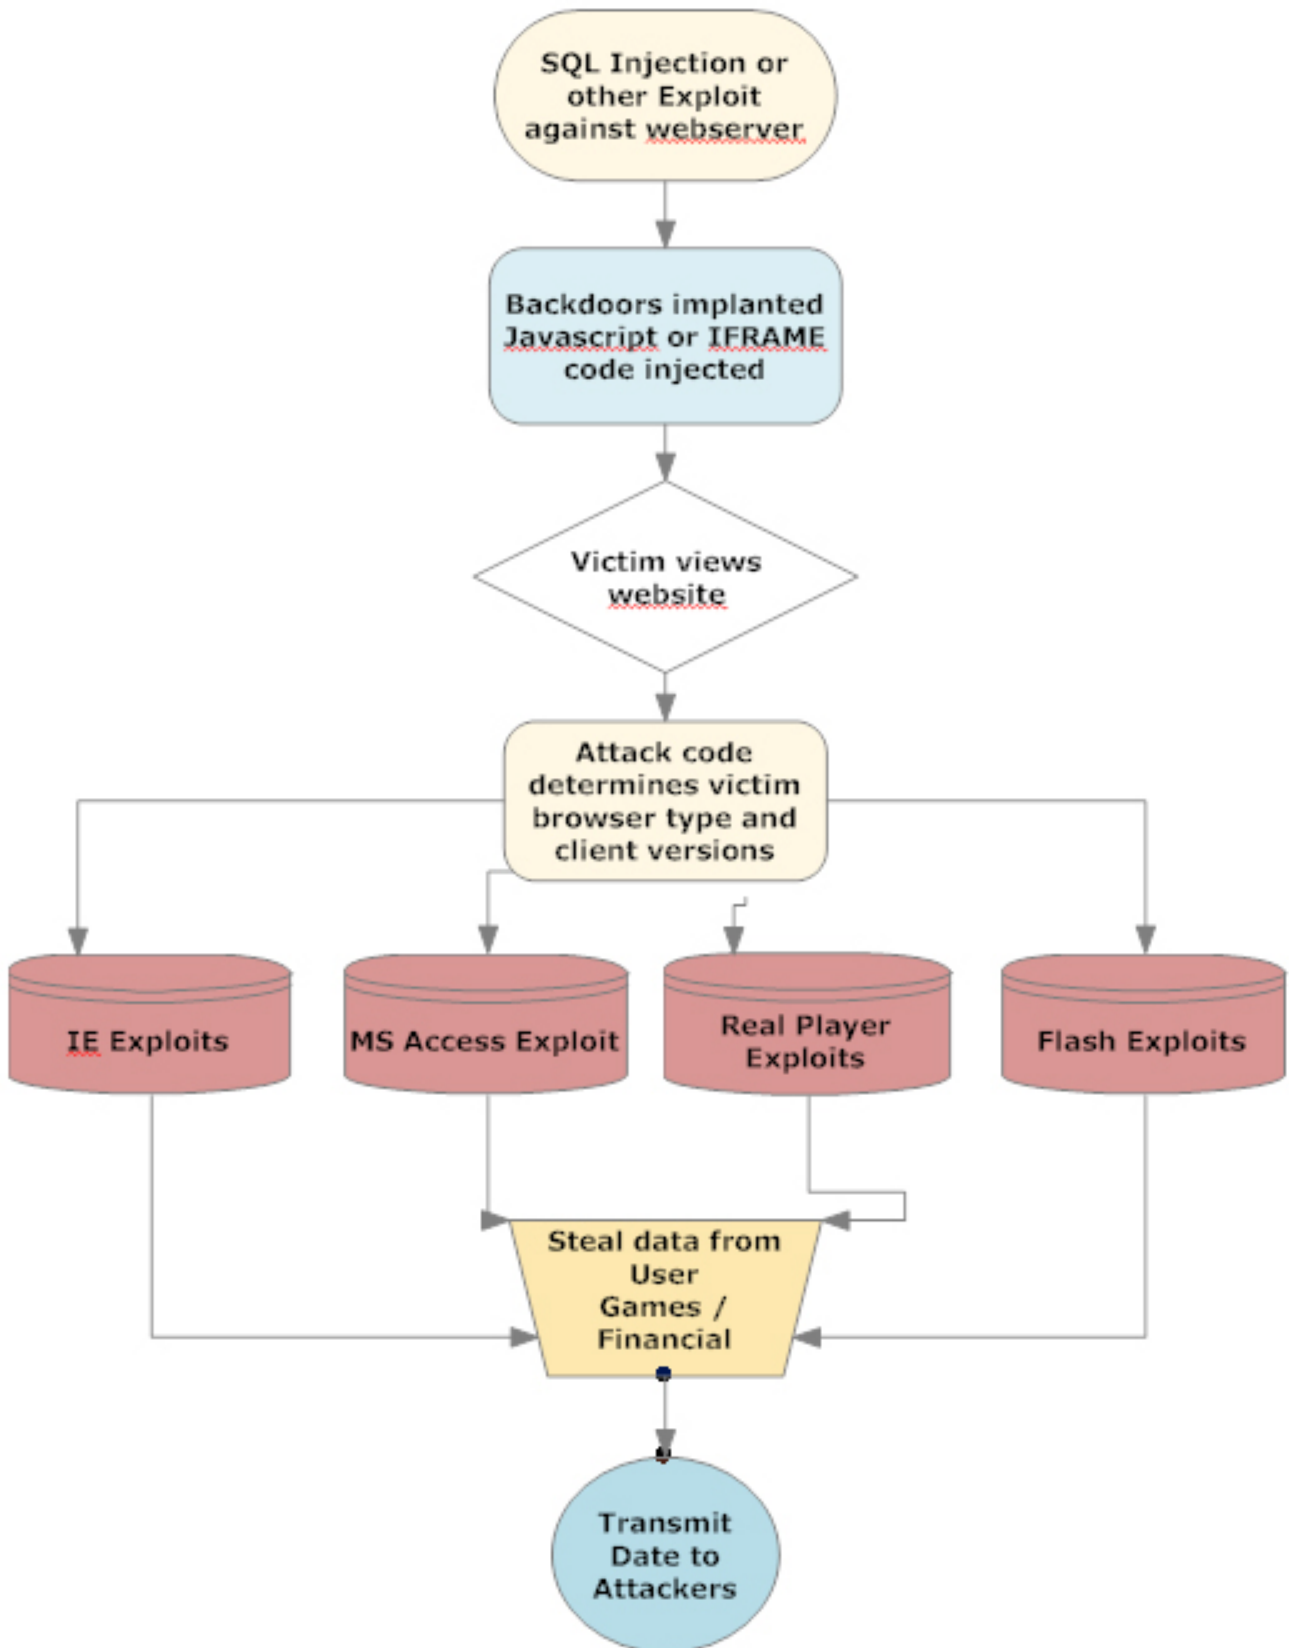 SQL Injection or
other Exploit
against webserver
Backdoors implanted
Javascript or IFRAME
code injected
Victim views
website
Attack code
determines victim
browser type and
client versions
IE Exploits
MS Access Exploit
Real Player
Exploits
Flash Exploits
Steal data from
User
Games /
Financial
Transmit
Date to
Attackers